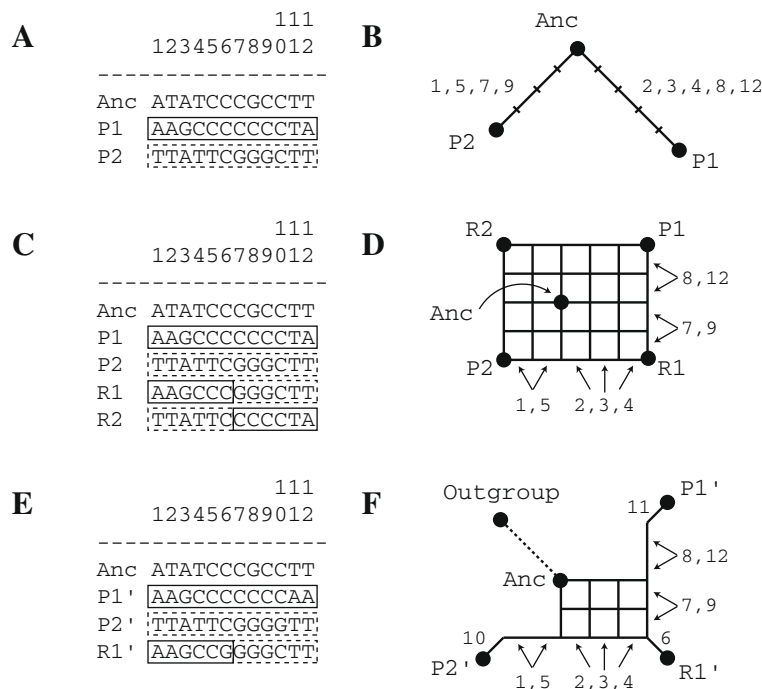 A
111
123456789012
Anc ATATCCCGCCTT
P1 AAGCCCCCCCTA
P2 TTATTCGGGCTT
B
Anc
1,5,7,9
2,3,4,8,12
P2
P1
C
111
123456789012
Anc ATATCCCGCCTT
P1 AAGCCCCCCCTA
P2 TTATTCGGGCTT
R1 AAGCCCGGGCTT
R2 TTATTCCCCCTA
D
R2
P1
8,12
Anc
7,9
P2
R1
1,5
2,3,4
E
111
123456789012
Anc ATATCCCGCCTT
P1' AAGCCCCCCCAA
P2' TTATTCGGGGTT
R1' AAGCCGGGGCTT
F
Outgroup
11
P1'
8,12
Anc
7,9
10
6
P2'
R1'
1,5
2,3,4